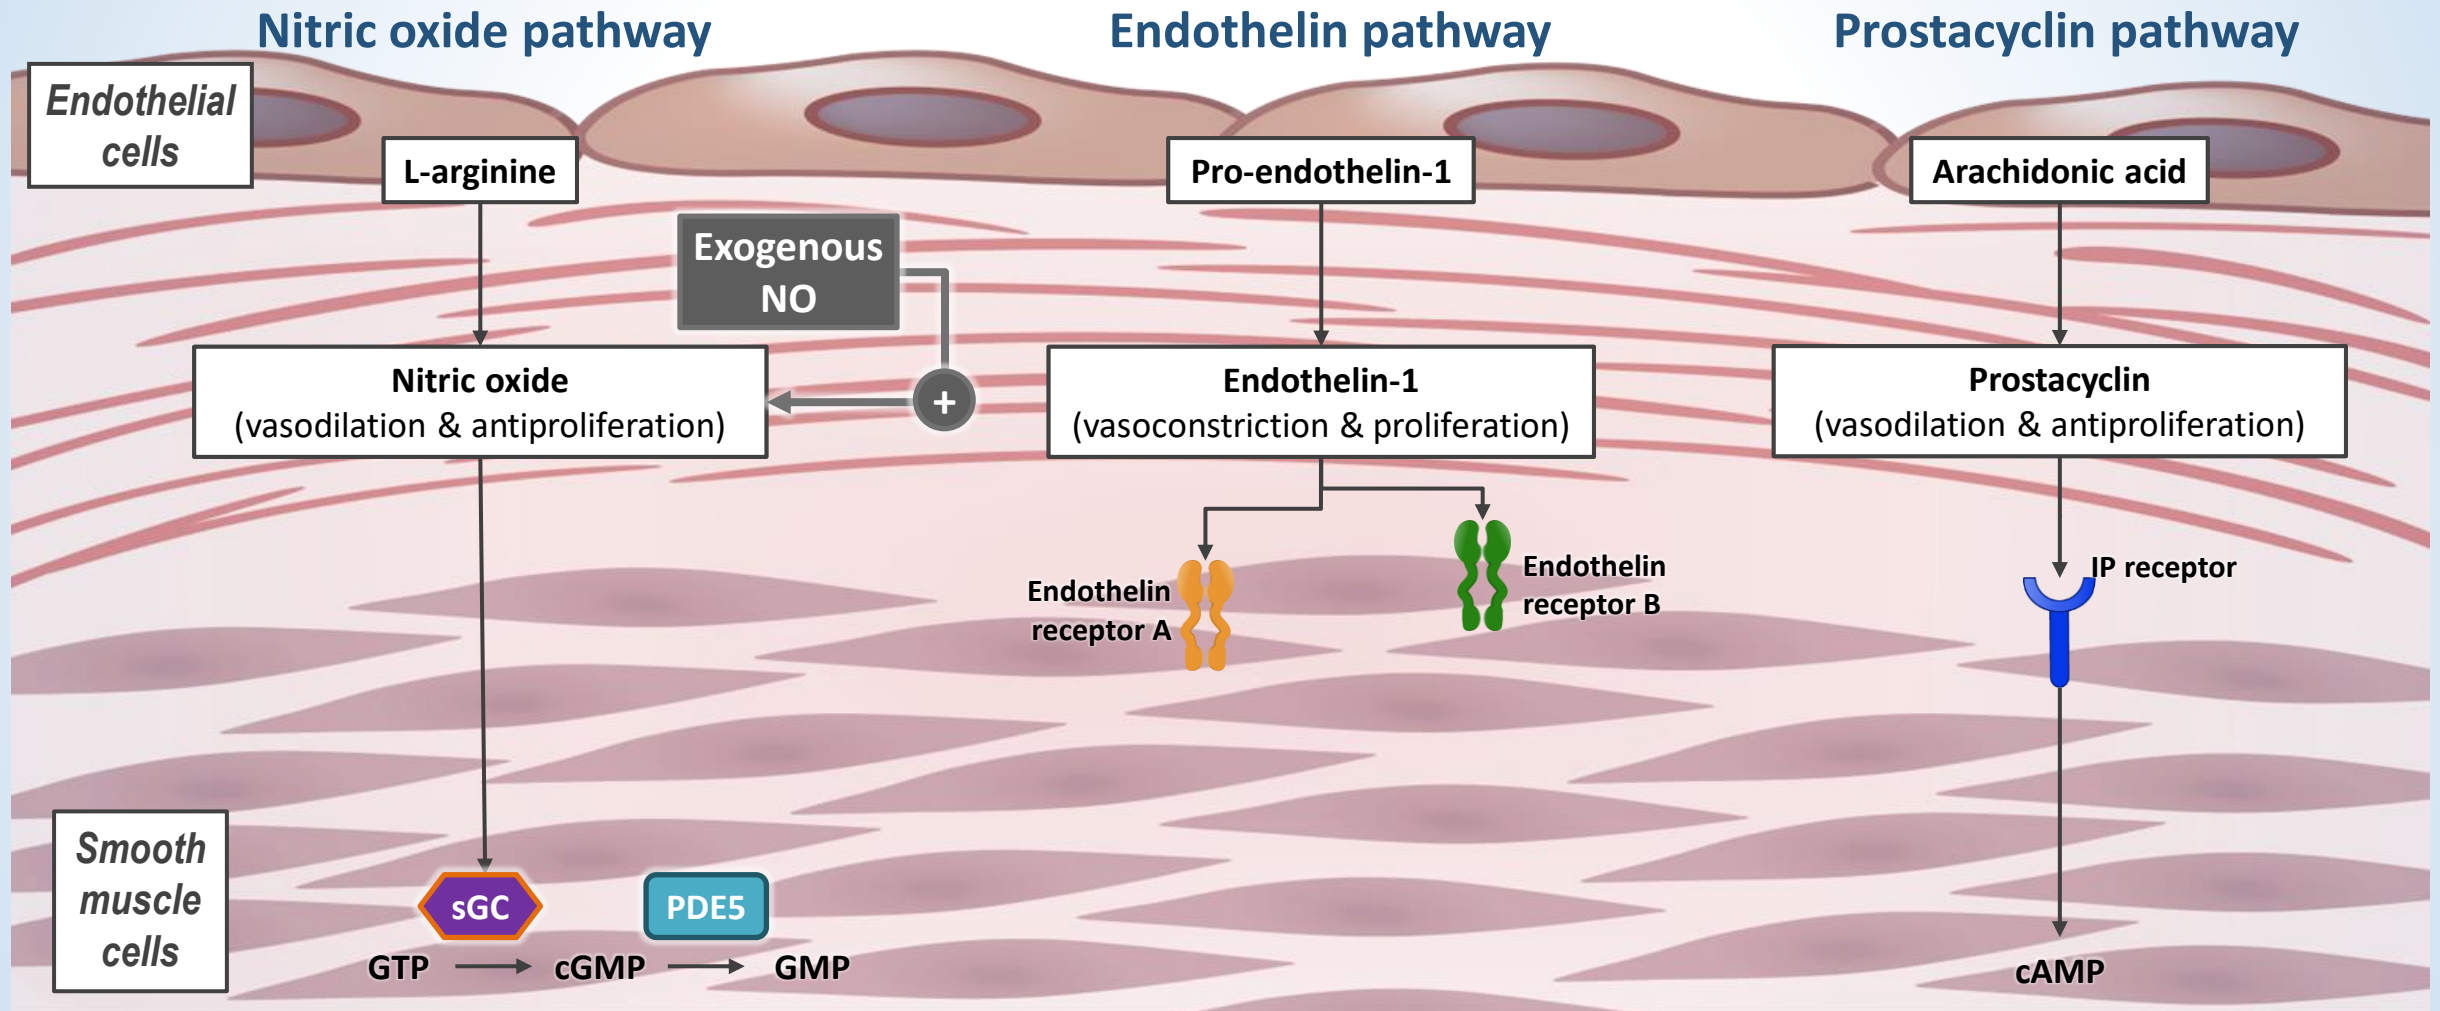 Nitric oxide pathway
Endothelin pathway
Prostacyclin pathway
Endothelial
cells
L-arginine
Pro-endothelin-1
Arachidonic acid
Exogenous
NO
+
Nitric oxide
(vasodilation & antiproliferation)
Endothelin-1
(vasoconstriction & proliferation)
Prostacyclin
(vasodilation & antiproliferation)
Endothelin
receptor A
Endothelin
receptor B
IP receptor
Smooth
muscle
cells
sGC
PDE5
GTP
cGMP
GMP
cAMP